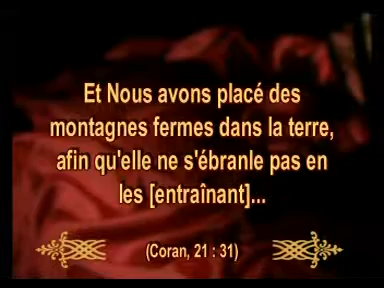 Et Nous avons placé des
montagnes fermes dans la terre,
afin qu'elle ne s'ébranle pas en
les [entraînant]...
(Coran, 21 : 31)